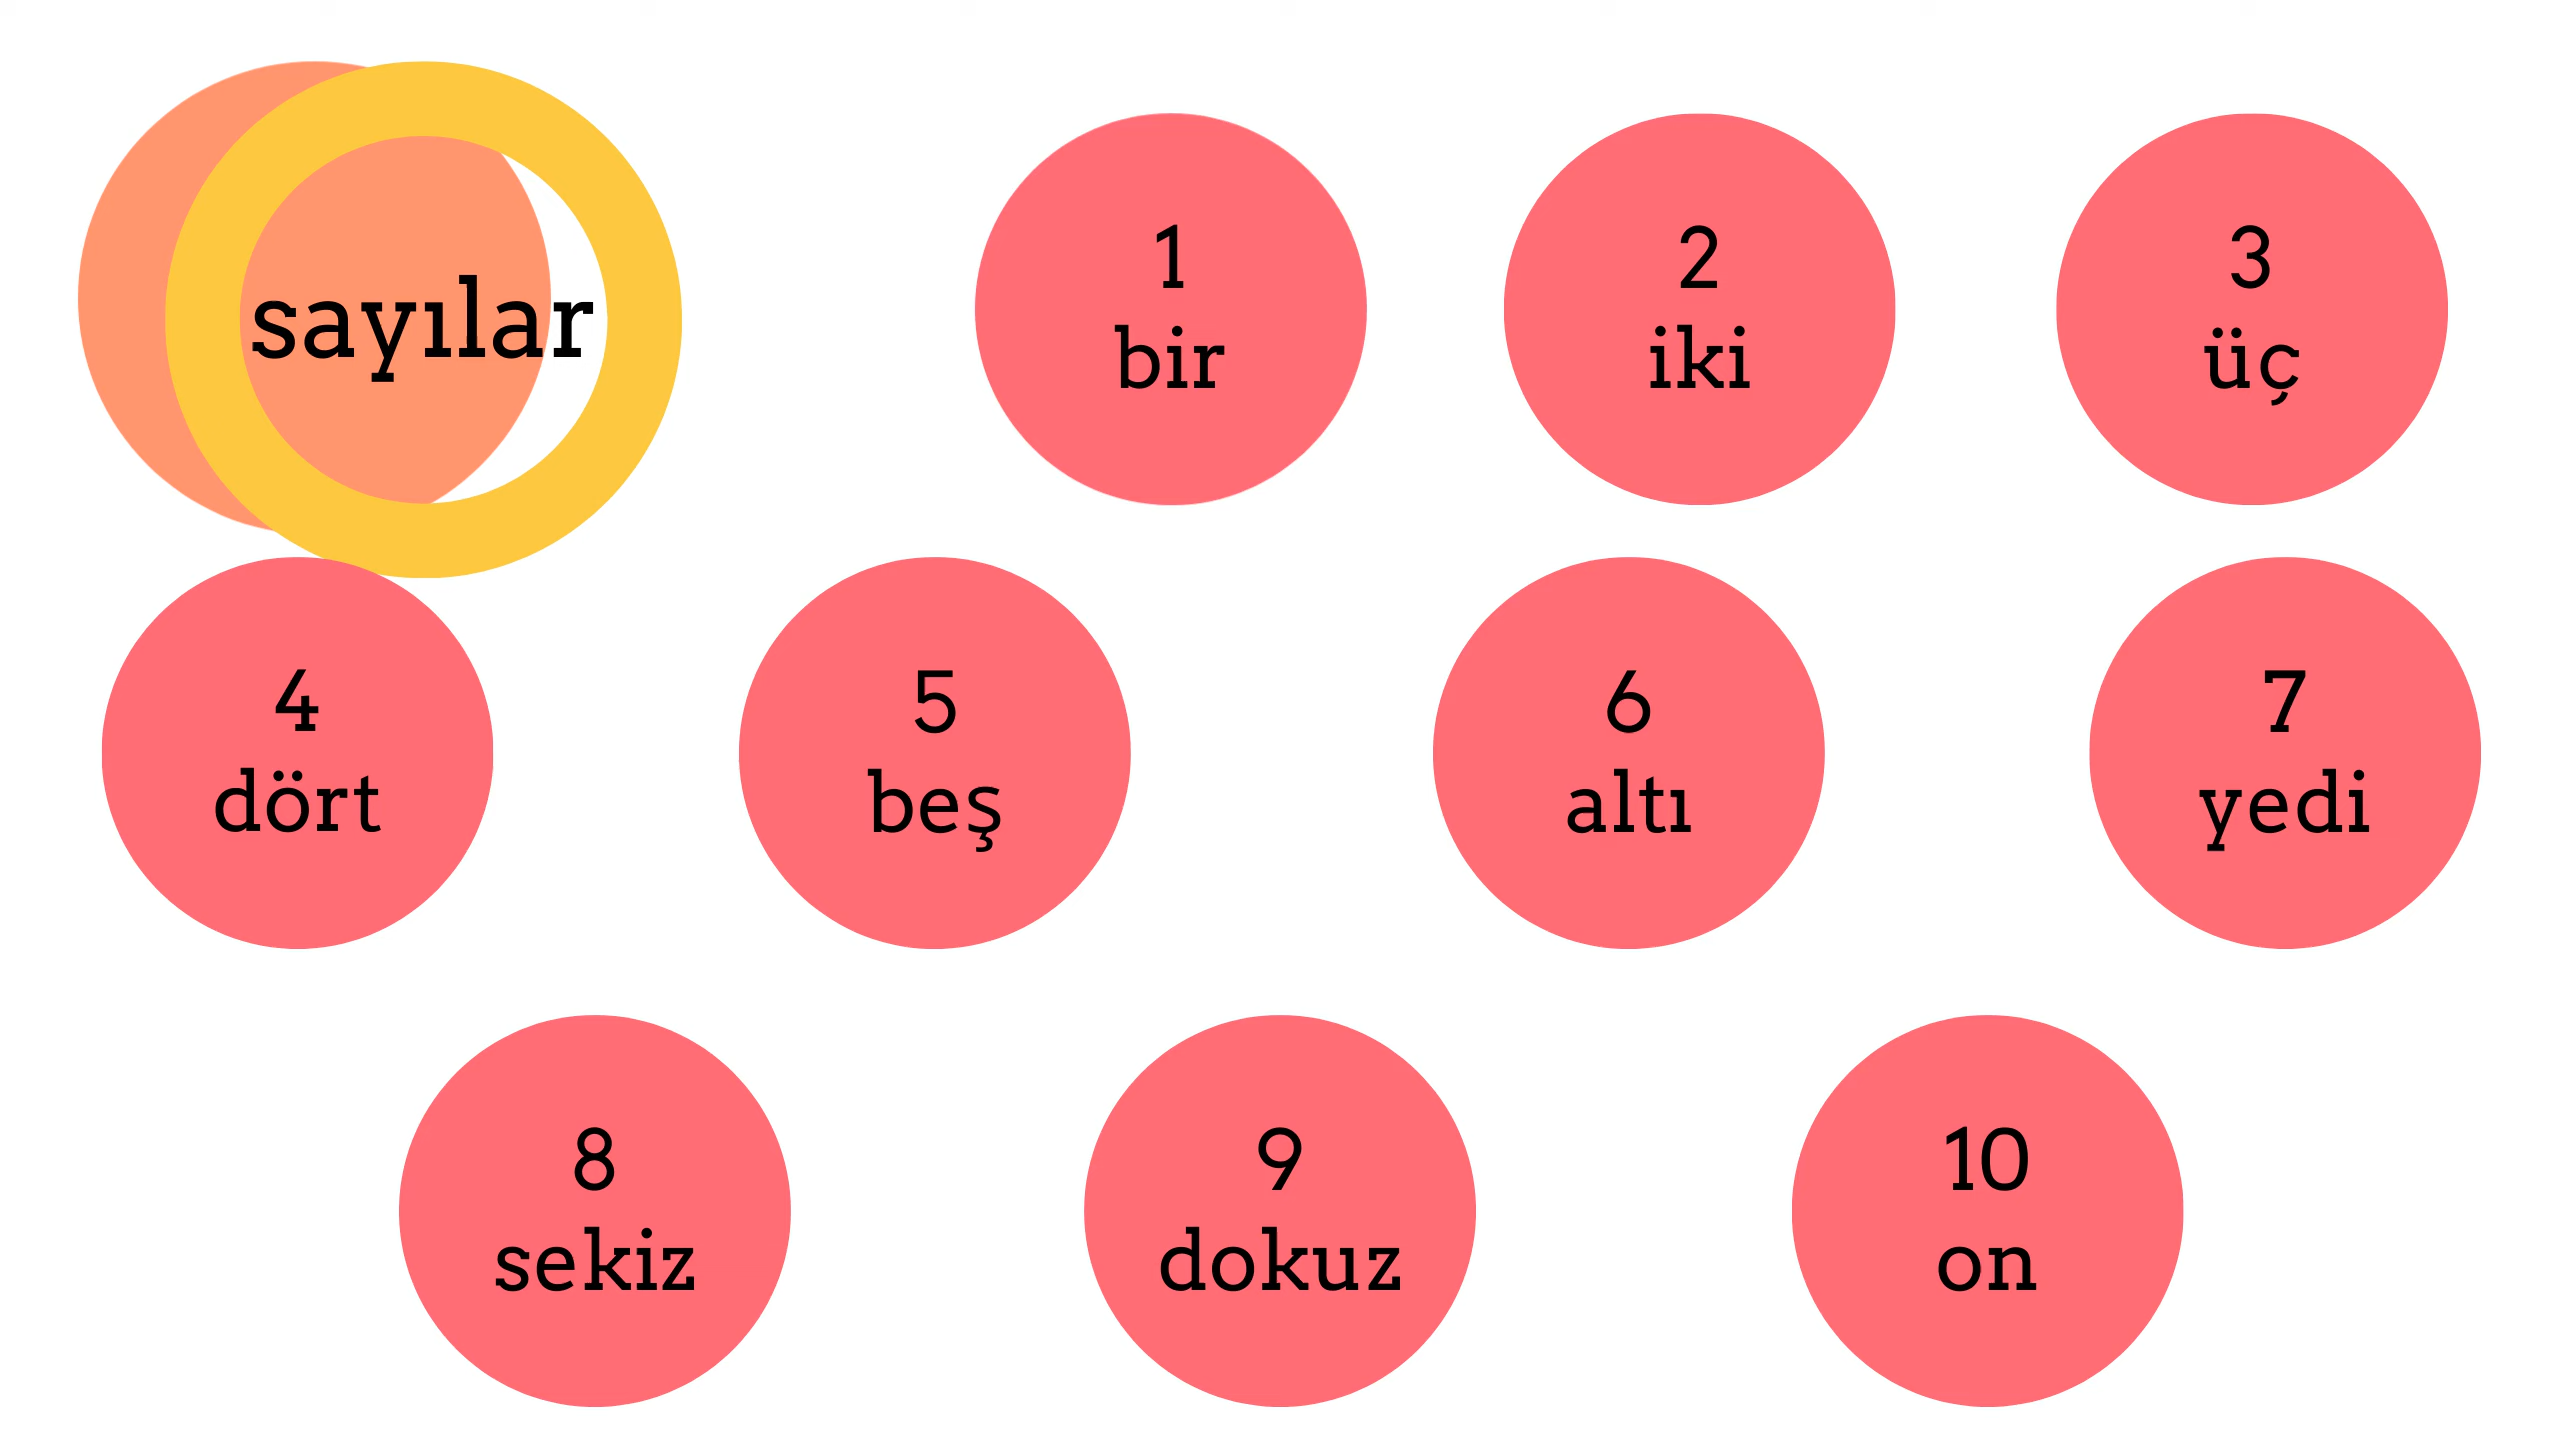 sayılar
1
bir
2
iki
3
üç
4
dört
5
beş
6
altı
7
yedi
8
sekiz
9
dokuz
10
on